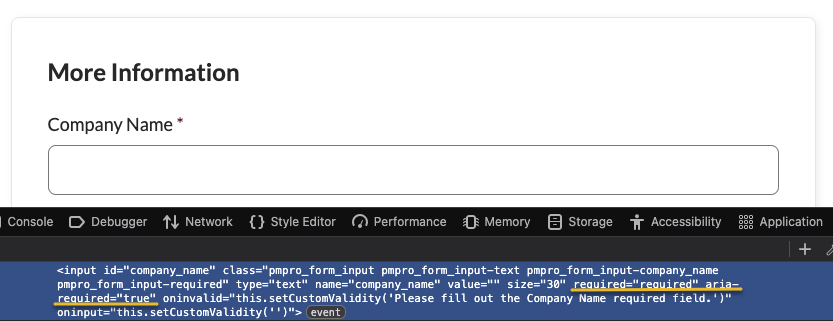 More Information
Company Name *
Console Debugger Network Style Editor Performance Memory Storage Accessibility Application
<input id="company_name" class="pmpro_form_input pmpro_form_input-text pmpro_form_input-company_name
pmpro_form_input-required" type="text" name="company_name" value="" size="30" required="required" aria-
required="true" oninvalid="this.setCustomValidity('Please fill out the Company Name required field.')"
oninput="this.setCustomValidity('')"> event